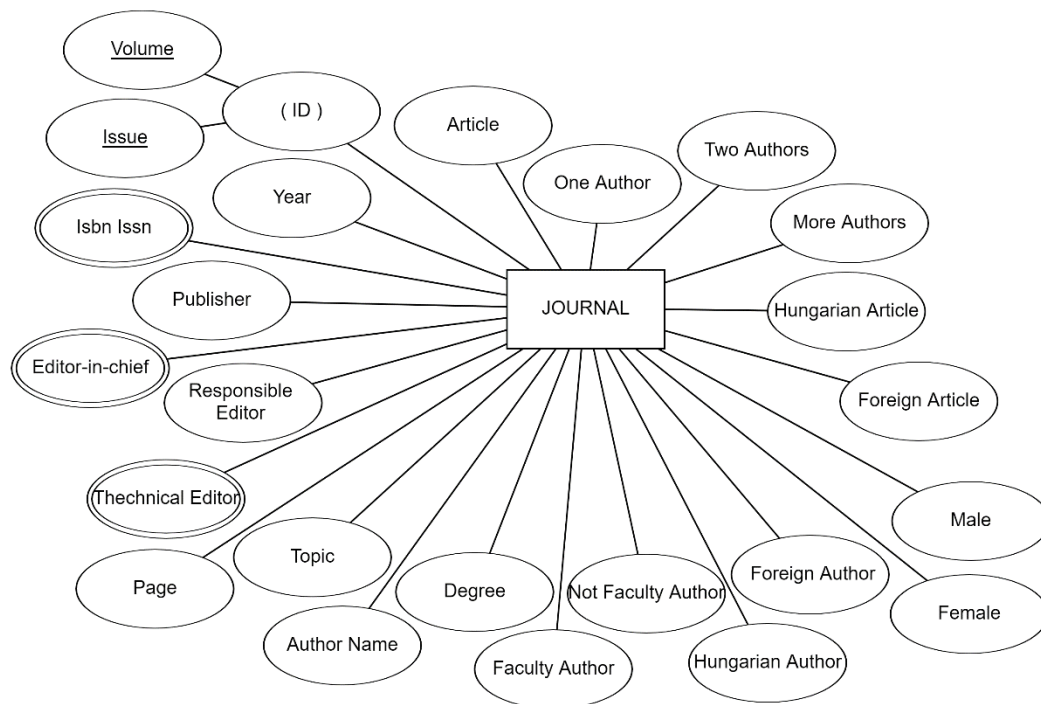 Volume
( ID )
Article
Issue
Two Authors
One Author
Year
More Authors
Isbn Issn
Publisher
JOURNAL
Hungarian Article
Editor-in-chief
Responsible
Editor
Foreign Article
Thechnical Editor
Male
Topic
Foreign Author
Page
Degree
Not Faculty Author
Female
Author Name
Faculty Author
Hungarian Author